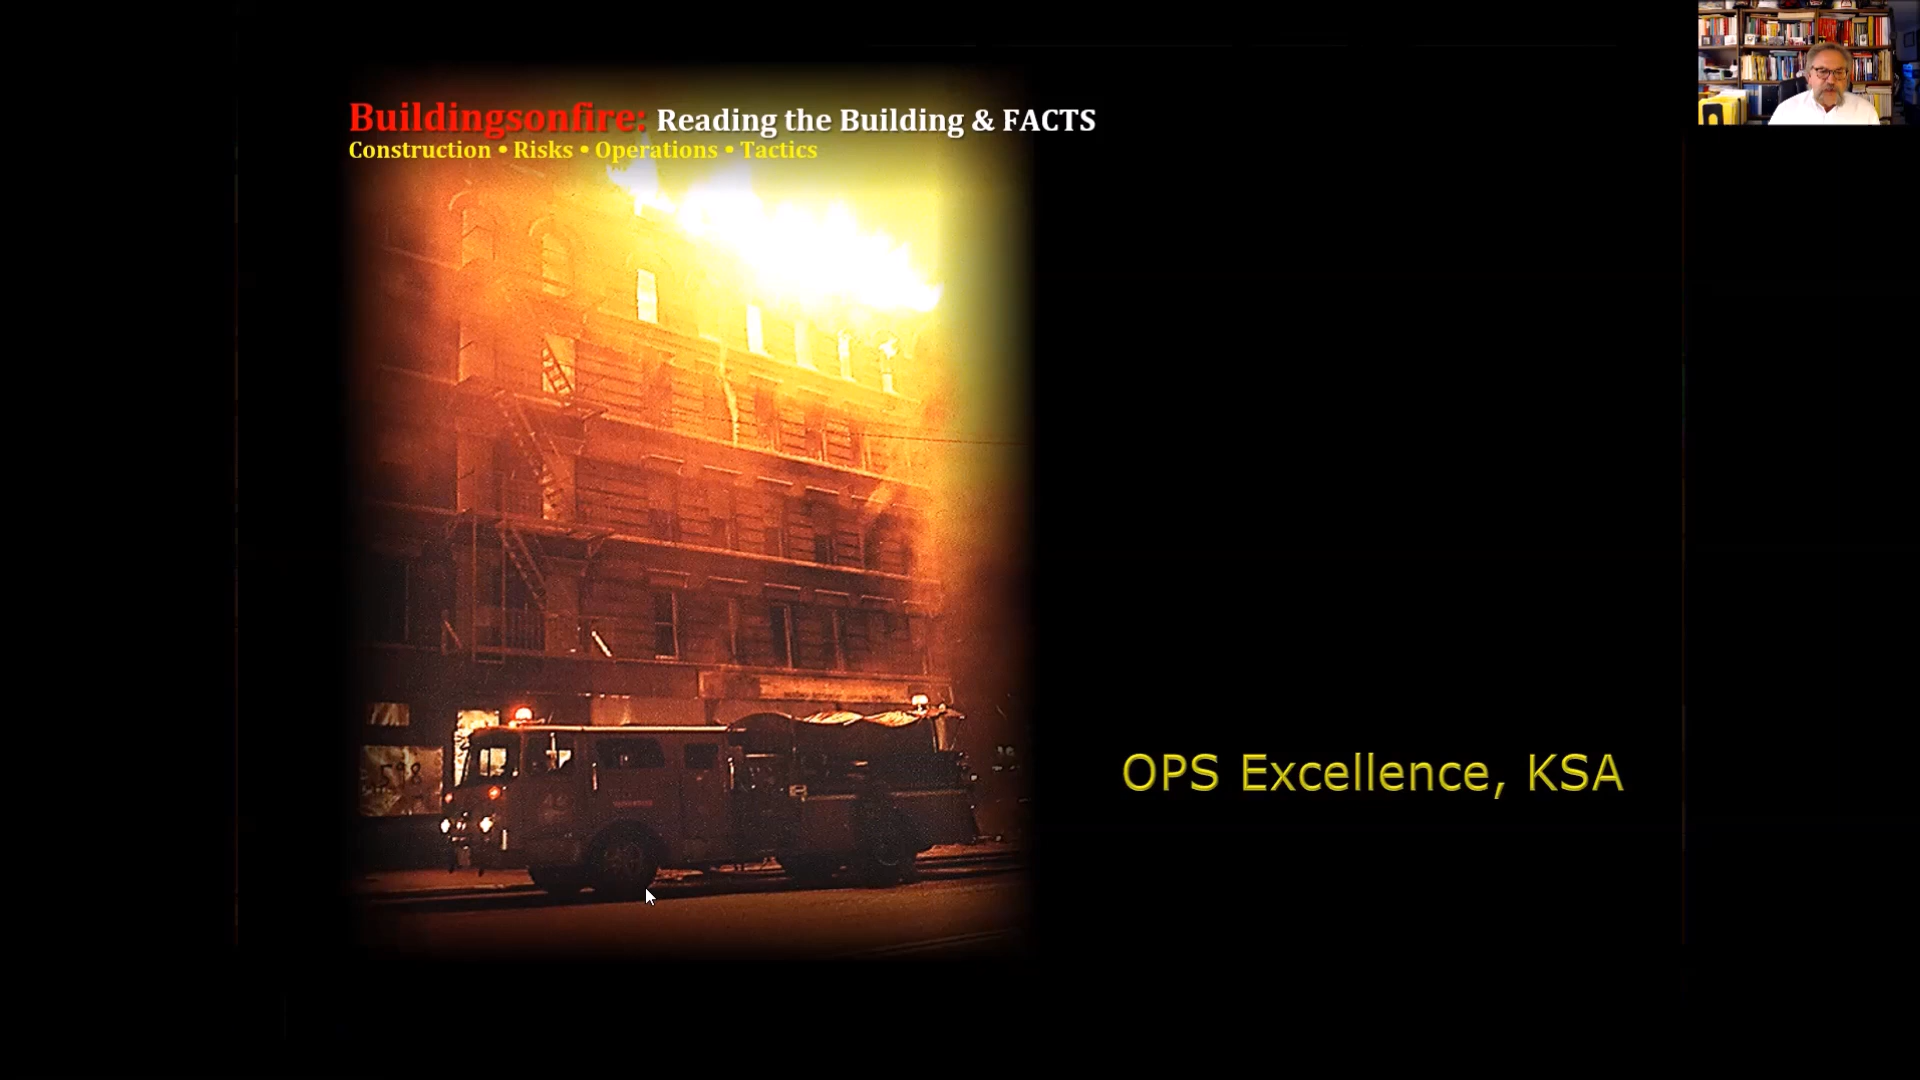 Buildingsonfire: Reading the Building & FACTS
Construction • Risks • Operations • Tactics
OPS Excellence, KSA